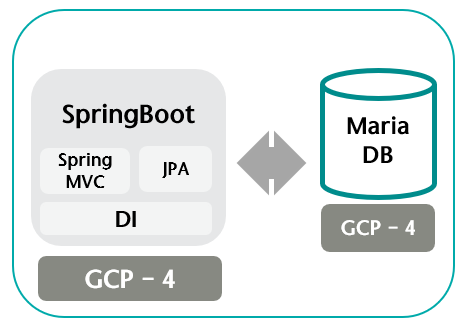 SpringBoot
Spring
MVC
JPA
DI
GCP - 4
Maria
DB
GCP - 4